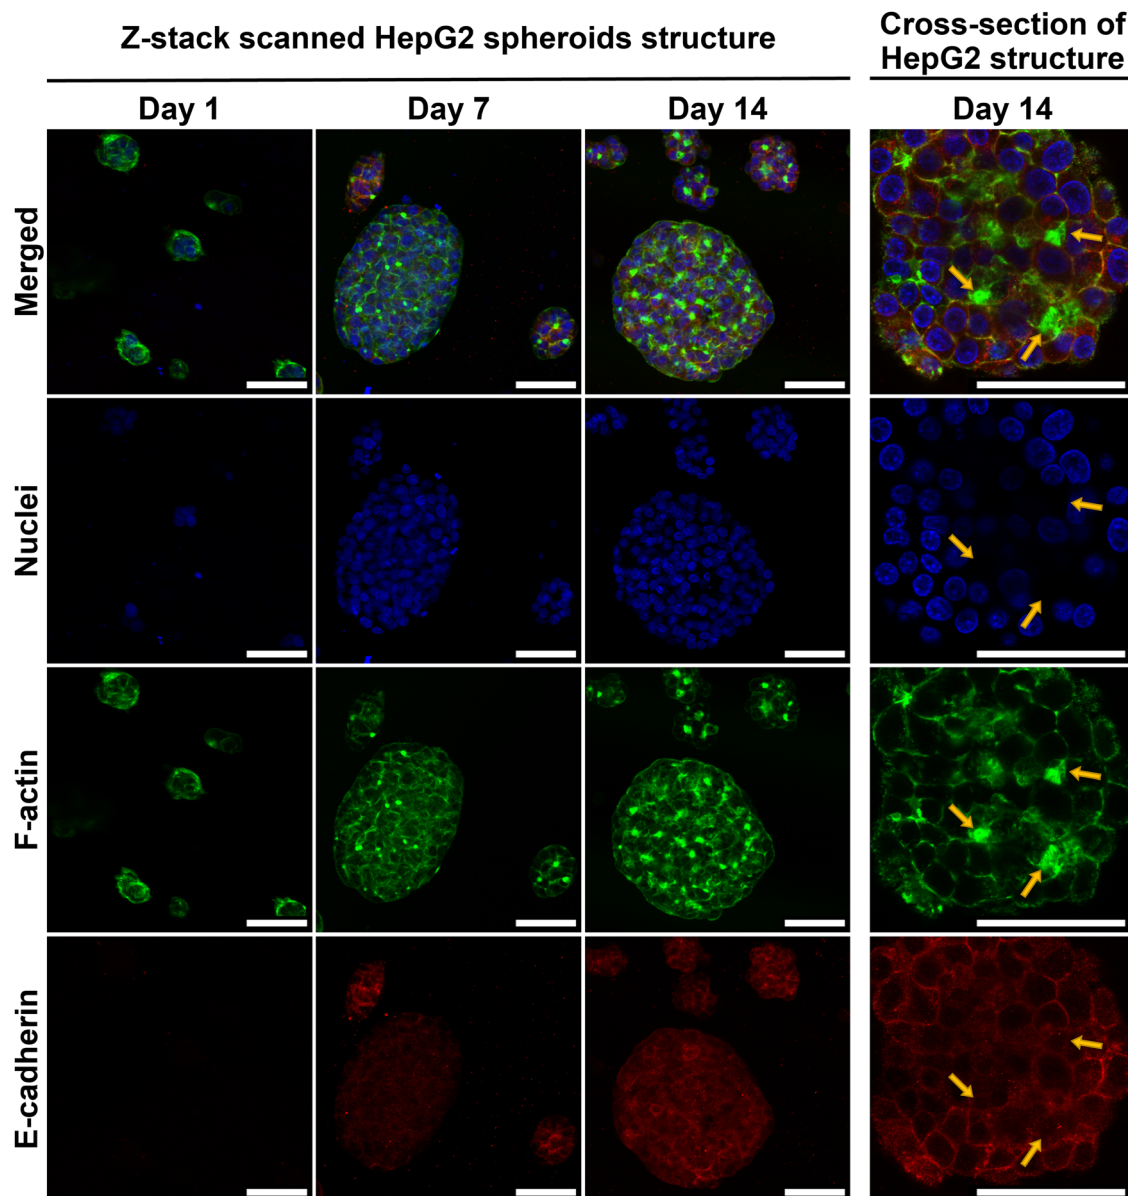 Z-stack scanned HepG2 spheroids structure
Cross-section of
HepG2 structure
Day 1
Day 7
Day 14
Day 14
Merged
Nuclei
F-actin
E-cadherin